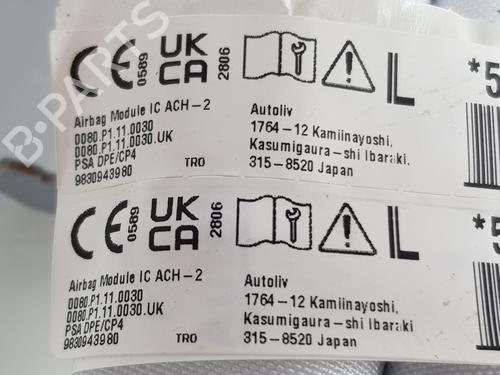 CE 0589 UK CA 2806 L *5
Airbag Module IC ACH-2
0080.P1.11.0030
0080.P1.11.0030.UK
PSA DPE/CP4
9830943980 TRO
Autoliv
1764-12 Kamiinayoshi,
Kasumigaura-shi Ibaraki,
315-8520 Japan
CE 0589 UK CA 2806 L *5
Airbag Module IC ACH-2
0080.P1.11.0030
0080.P1.11.0030.UK
PSA DPE/CP4
9830943980 TRO
Autoliv
1764-12 Kamiinayoshi,
Kasumigaura-shi Ibaraki
315-8520 Japan
B-PARTS